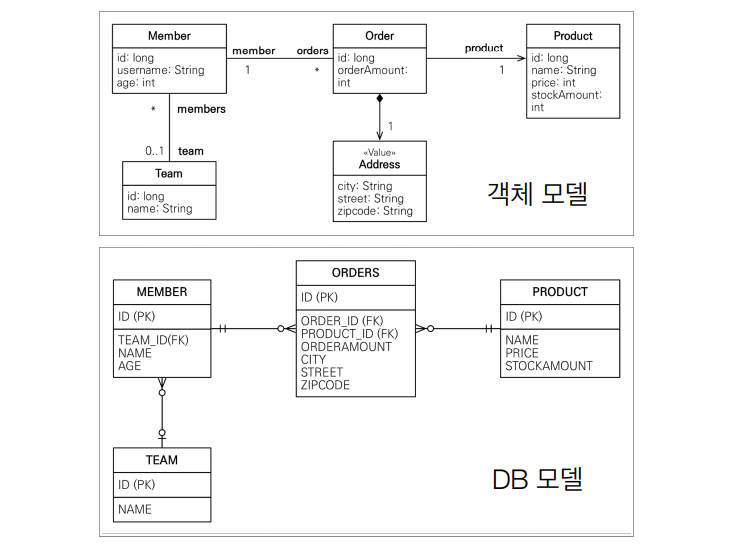 Member
id: long
username: String
age: int
member
1
orders
*
Order
id: long
orderAmount:
int
product
1
Product
id: long
name: String
price: int
stockAmount:
int
*
members
0..1
team
Team
id: long
name: String
1
«Value»
Address
city: String
street: String
zipcode: String
객체 모델
MEMBER
ID (PK)
TEAM_ID(FK)
NAME
AGE
ORDERS
ID (PK)
ORDER_ID (FK)
PRODUCT_ID (FK)
ORDERAMOUNT
CITY
STREET
ZIPCODE
PRODUCT
ID (PK)
NAME
PRICE
STOCKAMOUNT
TEAM
ID (PK)
NAME
DB 모델